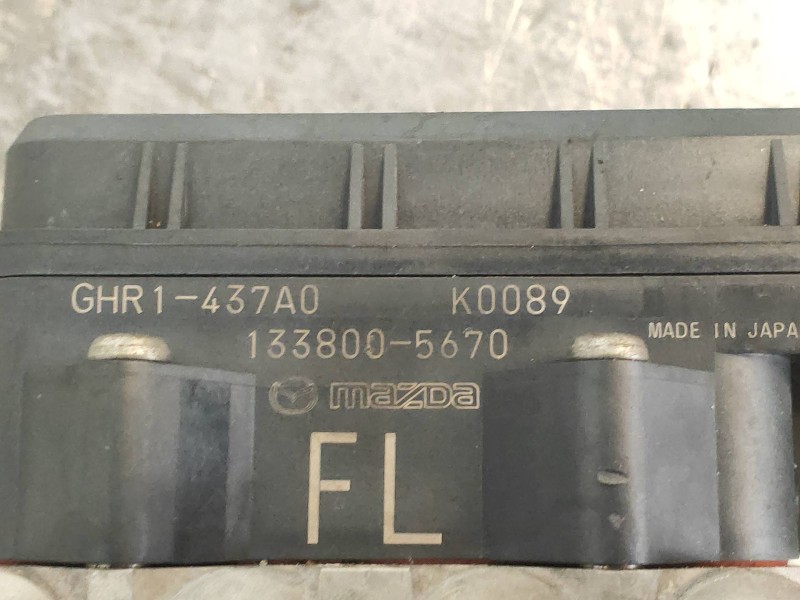 GHR1-437A0 K0089
133800-5670
MADE IN JAPAN
mazda
FL